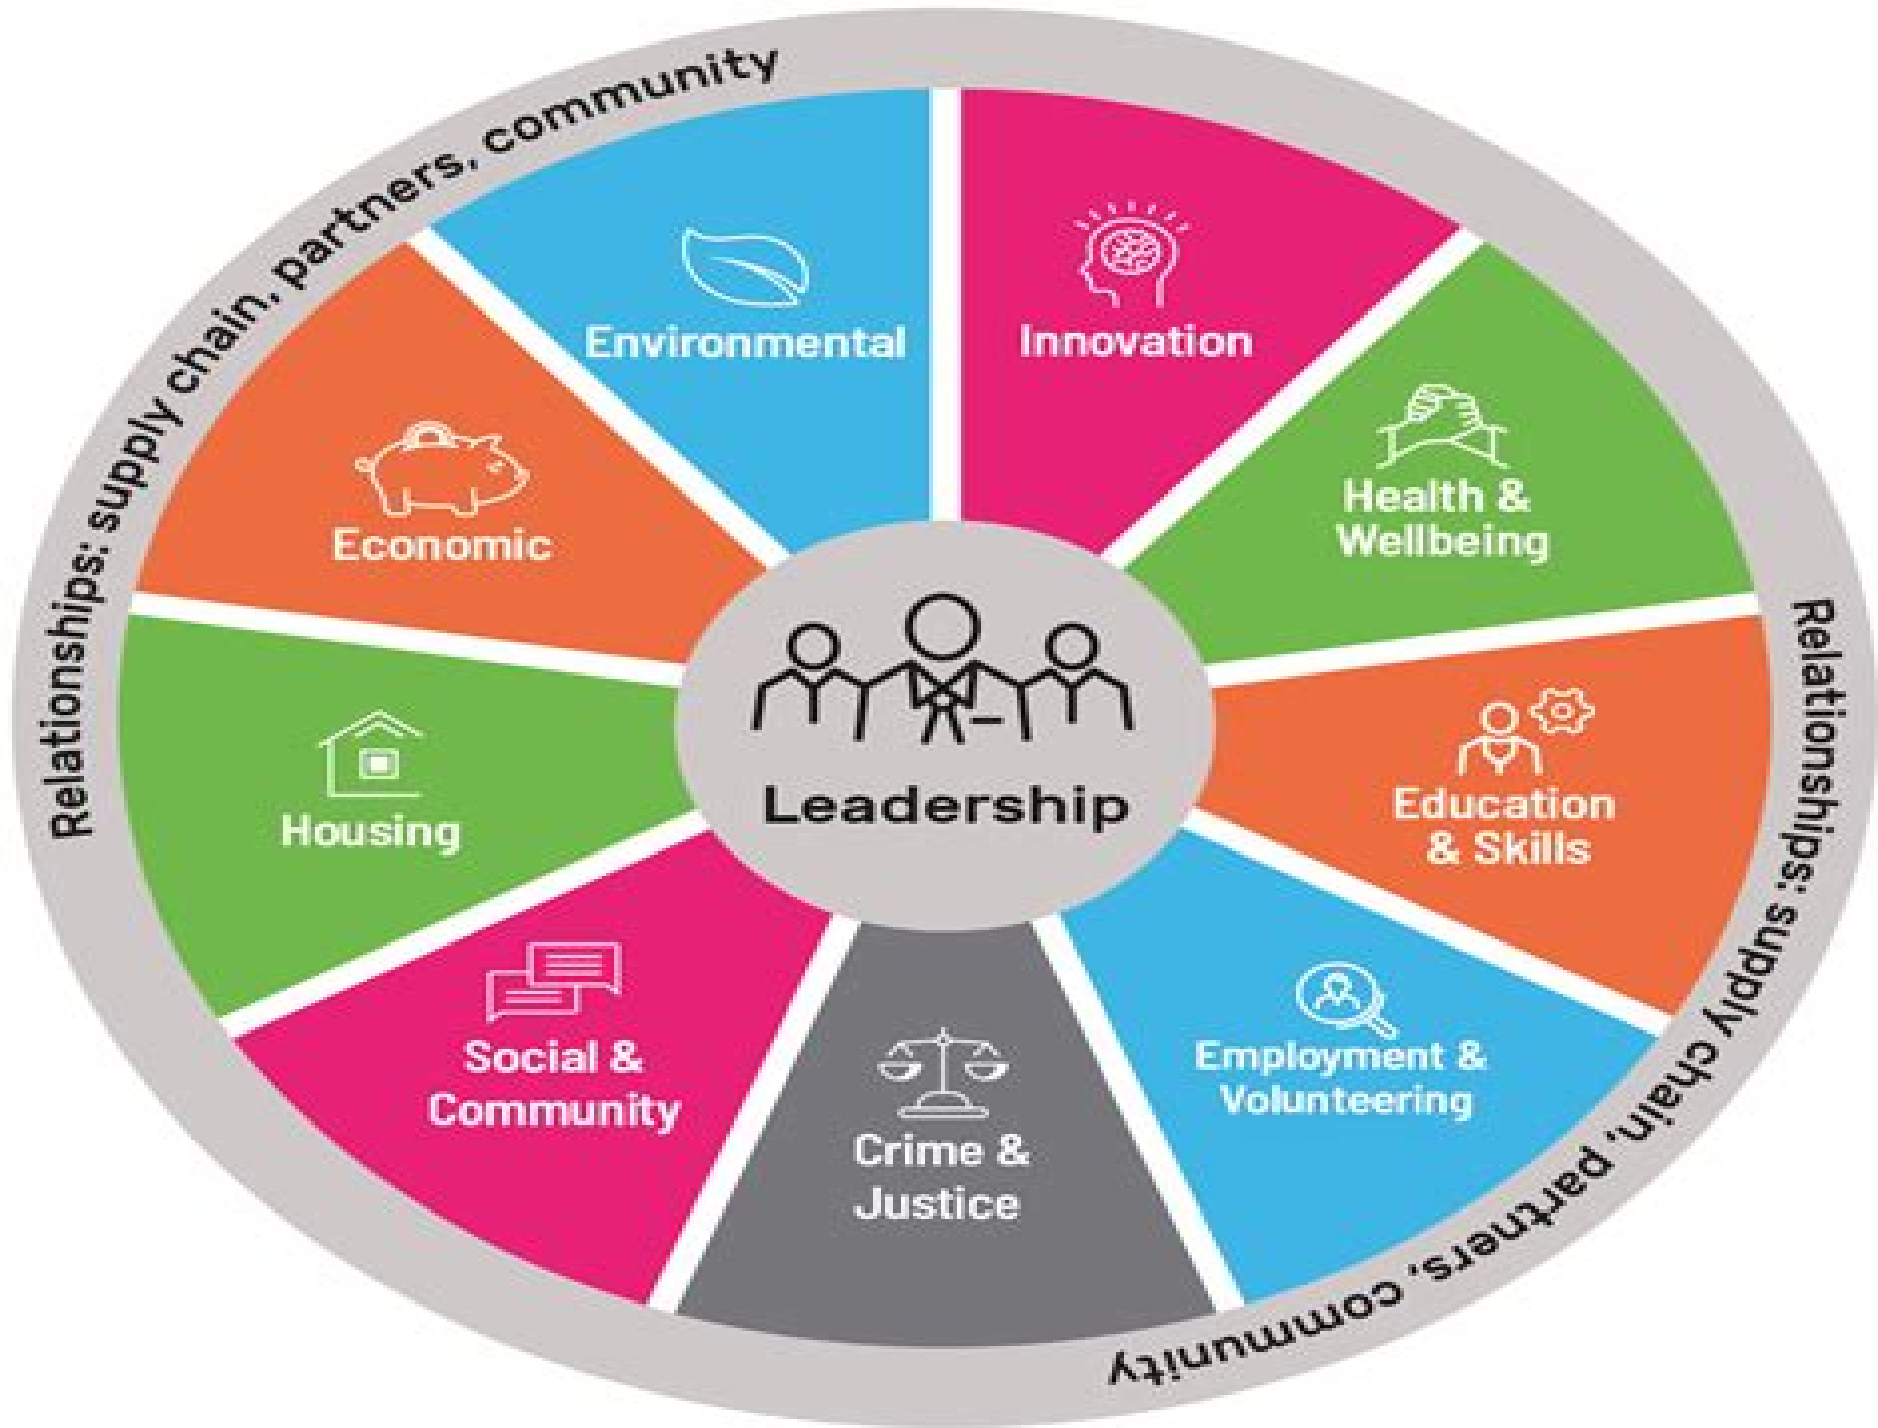 Relationships: supply chain, partners, community
Environmental
Innovation
Health &
Wellbeing
Economic
Education
& Skills
Housing
Leadership
Employment &
Volunteering
Social &
Community
Crime &
Justice
Relationships: supply chain, partners, community